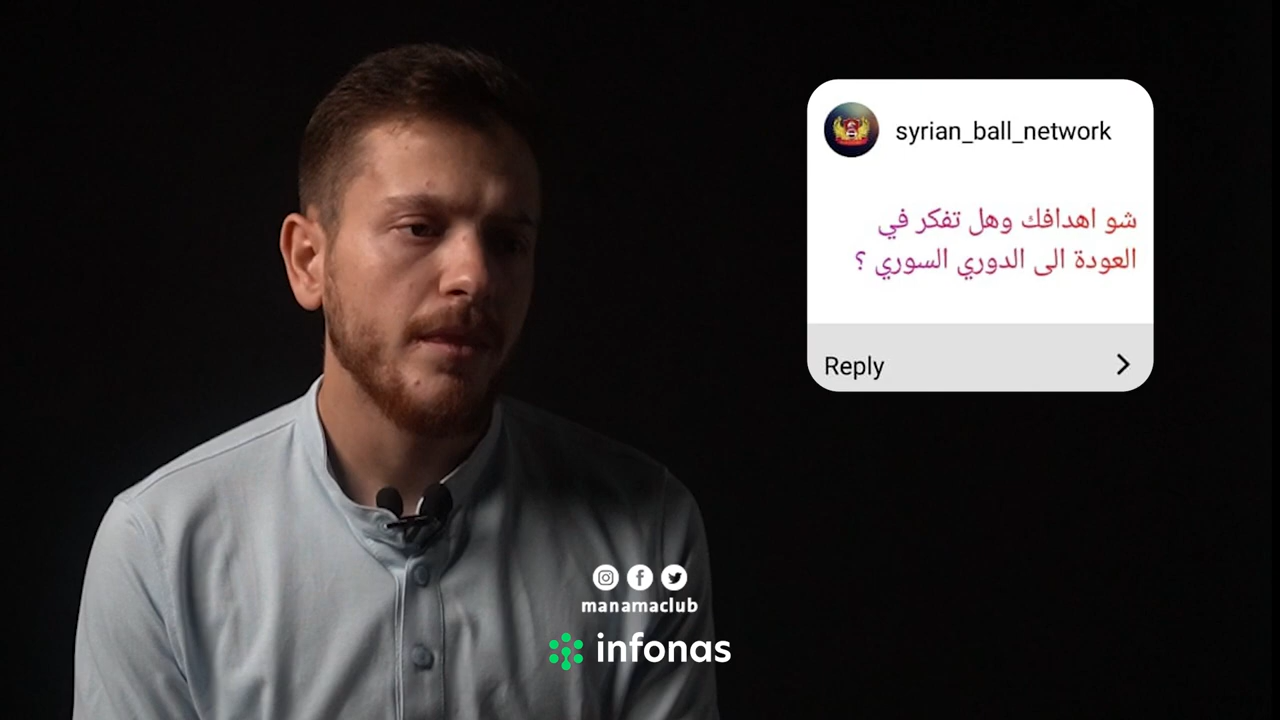 syrian_ball_network
شو اهدافك وهل تفكر في
العودة الى الدوري السوري ؟
Reply
manamaclub
infonas